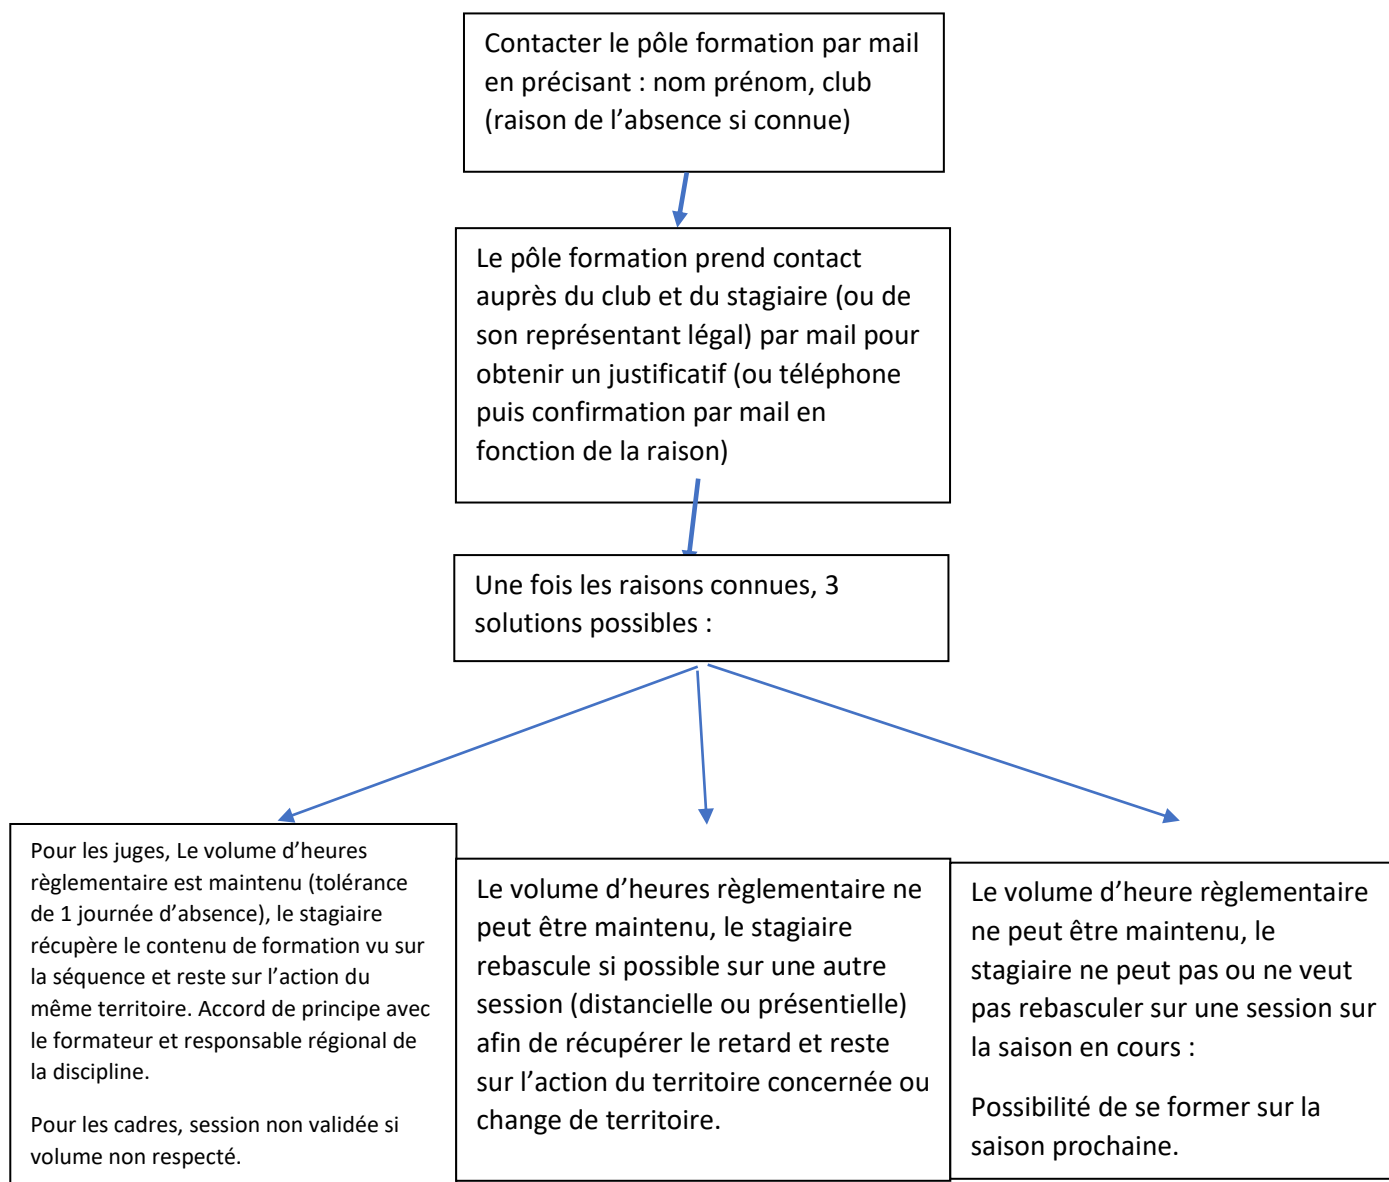 Contacter le pôle formation par mail
en précisant : nom prénom, club
(raison de l’absence si connue)
Le pôle formation prend contact
auprès du club et du stagiaire (ou de
son représentant légal) par mail pour
obtenir un justificatif (ou téléphone
puis confirmation par mail en
fonction de la raison)
Une fois les raisons connues, 3
solutions possibles :
Pour les juges, Le volume d’heures
règlementaire est maintenu (tolérance
de 1 journée d’absence), le stagiaire
récupère le contenu de formation vu sur
la séquence et reste sur l’action du
même territoire. Accord de principe avec
le formateur et responsable régional de
la discipline.
Pour les cadres, session non validée si
volume non respecté.
Le volume d’heures règlementaire ne
peut être maintenu, le stagiaire
rebascule si possible sur une autre
session (distancielle ou présentielle)
afin de récupérer le retard et reste
sur l’action du territoire concernée ou
change de territoire.
Le volume d’heure règlementaire
ne peut être maintenu, le
stagiaire ne peut pas ou ne veut
pas rebasculer sur une session sur
la saison en cours :
Possibilité de se former sur la
saison prochaine.